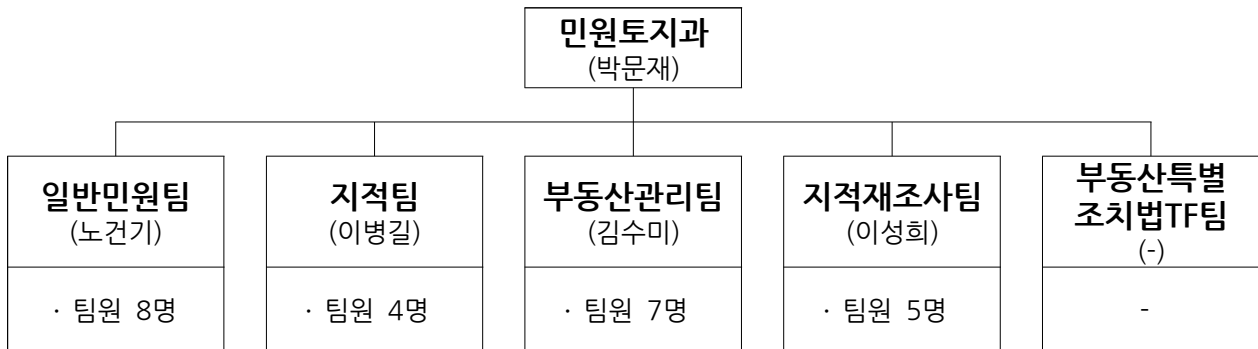 민원토지과
(박문재)
일반민원팀
(노건기)
지적팀
(이병길)
부동산관리팀
(김수미)
지적재조사팀
(이성희)
부동산특별
조치법TF팀
(-)
· 팀원 8명
· 팀원 4명
· 팀원 7명
· 팀원 5명
-